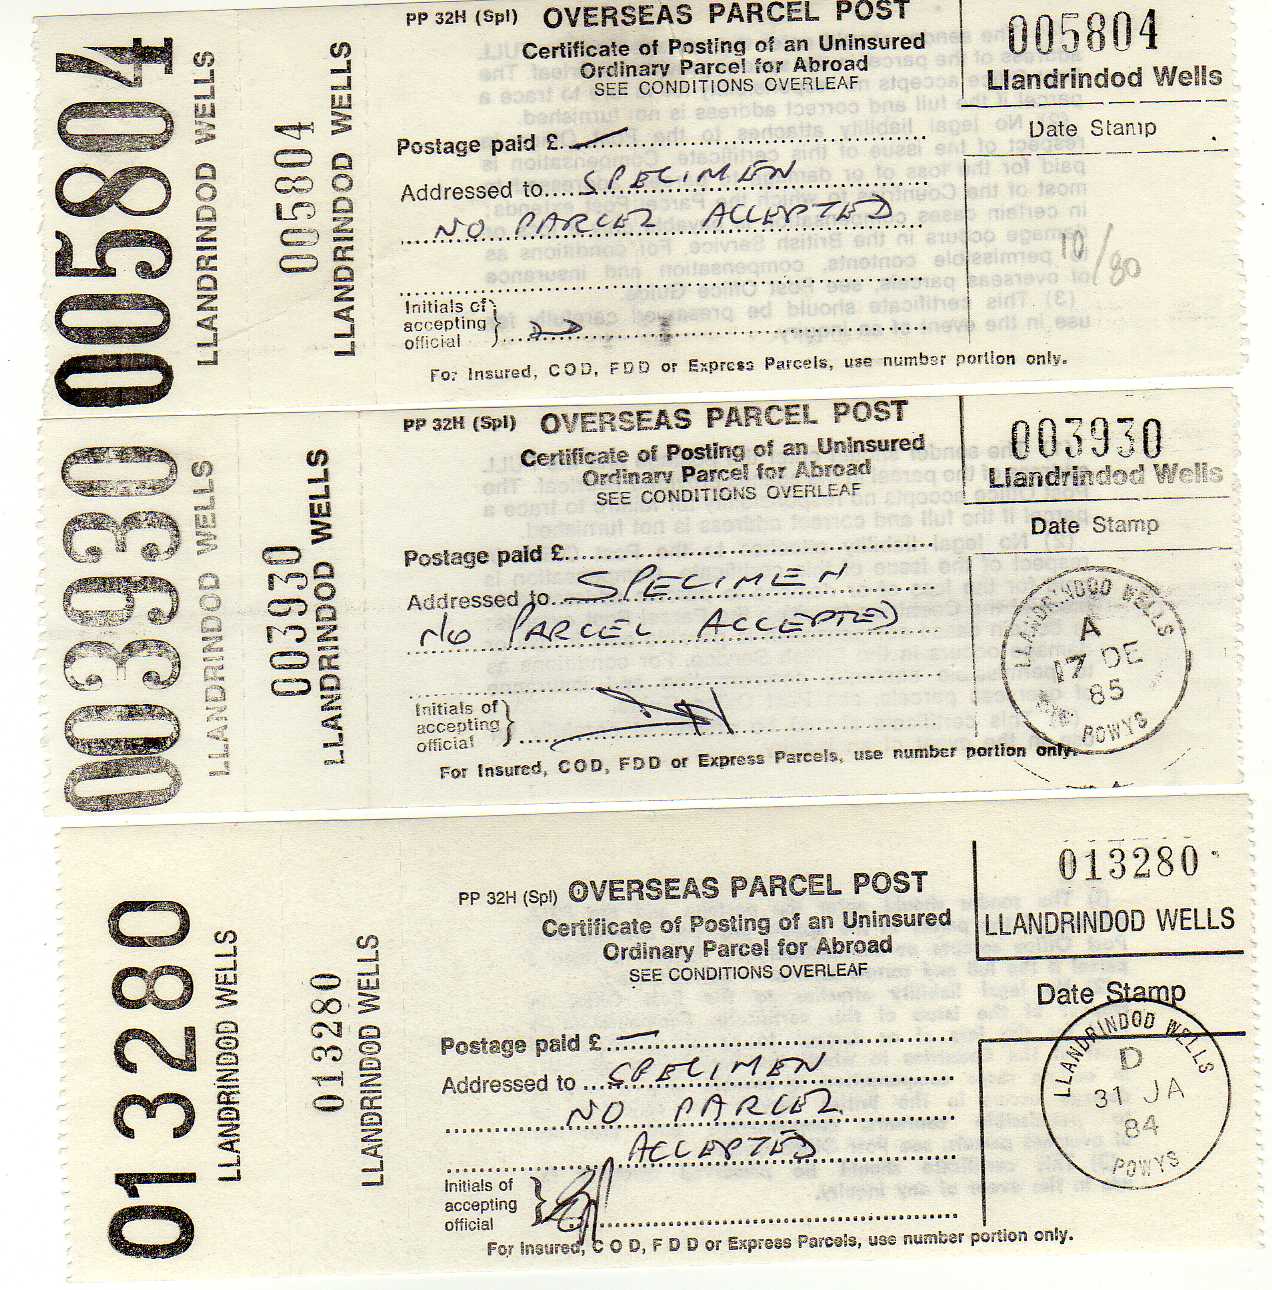 005804
LLANDRINDOD WELLS
005804
LLANDRINDOD WELLS
PP 32H (Spl) OVERSEAS PARCEL POST
Certificate of Posting of an Uninsured
Ordinary Parcel for Abroad
SEE CONDITIONS OVERLEAF
005804
Llandrindod Wells
Date Stamp
Postage paid £
Addressed to SPECIMEN
NO PARCEL ACCEPTED
10/80
Initials of
accepting
official
For Insured, COD, FDD or Express Parcels, use number portion only.
003930
LLANDRINDOD WELLS
003930
LLANDRINDOD WELLS
PP 32H (Spl) OVERSEAS PARCEL POST
Certificate of Posting of an Uninsured
Ordinary Parcel for Abroad
SEE CONDITIONS OVERLEAF
003930
Llandrindod Wells
Date Stamp
Postage paid £
Addressed to SPECIMEN
NO PARCEL ACCEPTED
LLANDRINDOD WELLS
A
17 DE
85
POWYS
Initials of
accepting
official
For Insured, COD, FDD or Express Parcels, use number portion only.
013280
LLANDRINDOD WELLS
013280
LLANDRINDOD WELLS
PP 32H (Spl) OVERSEAS PARCEL POST
Certificate of Posting of an Uninsured
Ordinary Parcel for Abroad
SEE CONDITIONS OVERLEAF
013280
LLANDRINDOD WELLS
Date Stamp
Postage paid £
Addressed to SPECIMEN
NO PARCEL
ACCEPTED
LLANDRINDOD WELLS
D
31 JA
84
POWYS
Initials of
accepting
official
For Insured, C O D, F D D or Express Parcels, use number portion only.